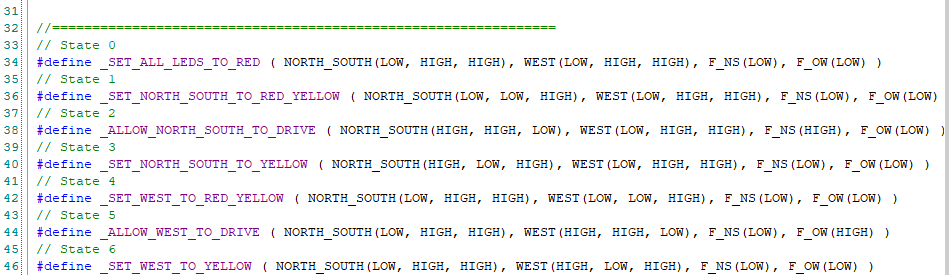 31
32 //===============================================================
33 // State 0
34 #define _SET_ALL_LEDS_TO_RED ( NORTH_SOUTH(LOW, HIGH, HIGH), WEST(LOW, HIGH, HIGH), F_NS(LOW), F_OW(LOW) )
35 // State 1
36 #define _SET_NORTH_SOUTH_TO_RED_YELLOW ( NORTH_SOUTH(LOW, LOW, HIGH), WEST(LOW, HIGH, HIGH), F_NS(LOW), F_OW(LOW)
37 // State 2
38 #define _ALLOW_NORTH_SOUTH_TO_DRIVE ( NORTH_SOUTH(HIGH, HIGH, LOW), WEST(LOW, HIGH, HIGH), F_NS(HIGH), F_OW(LOW) )
39 // State 3
40 #define _SET_NORTH_SOUTH_TO_YELLOW ( NORTH_SOUTH(HIGH, LOW, HIGH), WEST(LOW, HIGH, HIGH), F_NS(LOW), F_OW(LOW) )
41 // State 4
42 #define _SET_WEST_TO_RED_YELLOW ( NORTH_SOUTH(LOW, HIGH, HIGH), WEST(LOW, LOW, HIGH), F_NS(LOW), F_OW(LOW) )
43 // State 5
44 #define _ALLOW_WEST_TO_DRIVE ( NORTH_SOUTH(LOW, HIGH, HIGH), WEST(HIGH, HIGH, LOW), F_NS(LOW), F_OW(HIGH) )
45 // State 6
46 #define _SET_WEST_TO_YELLOW ( NORTH_SOUTH(LOW, HIGH, HIGH), WEST(HIGH, LOW, HIGH), F_NS(LOW), F_OW(LOW) )